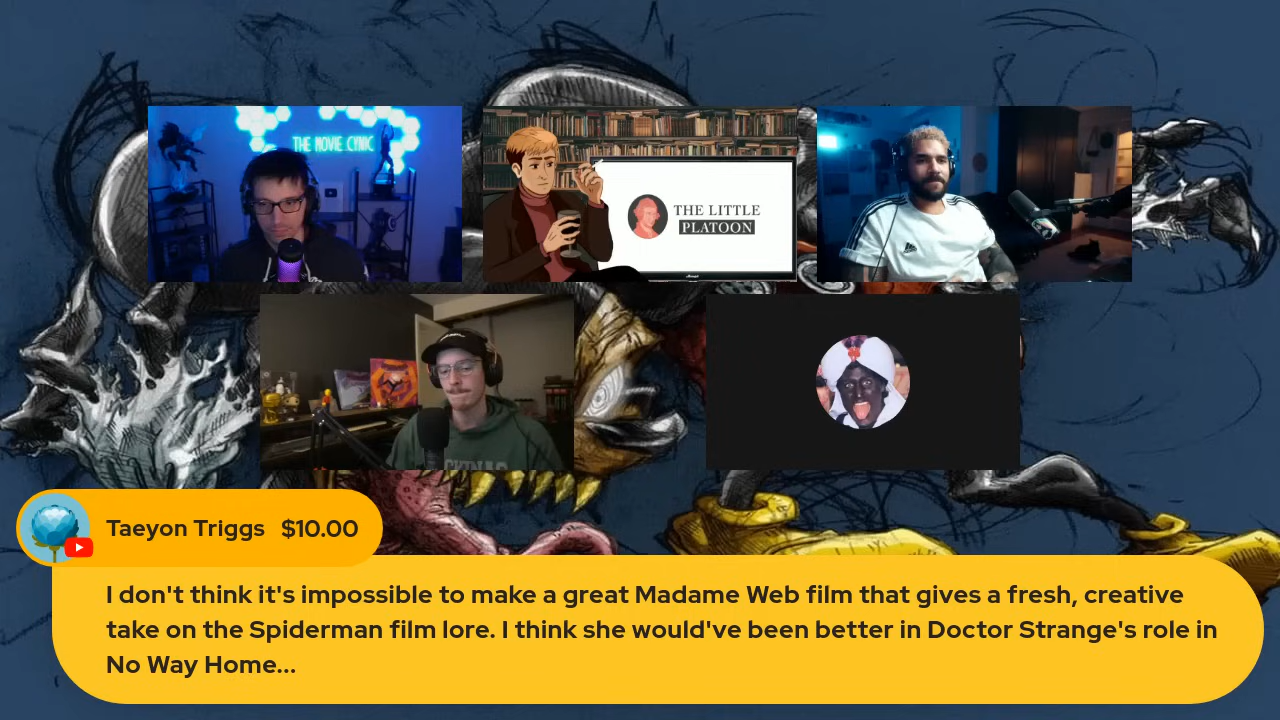 THE MOVIE CYNIC
THE LITTLE
PLATOON
Taeyon Triggs $10.00
I don't think it's impossible to make a great Madame Web film that gives a fresh, creative
take on the Spiderman film lore. I think she would've been better in Doctor Strange's role in
No Way Home...